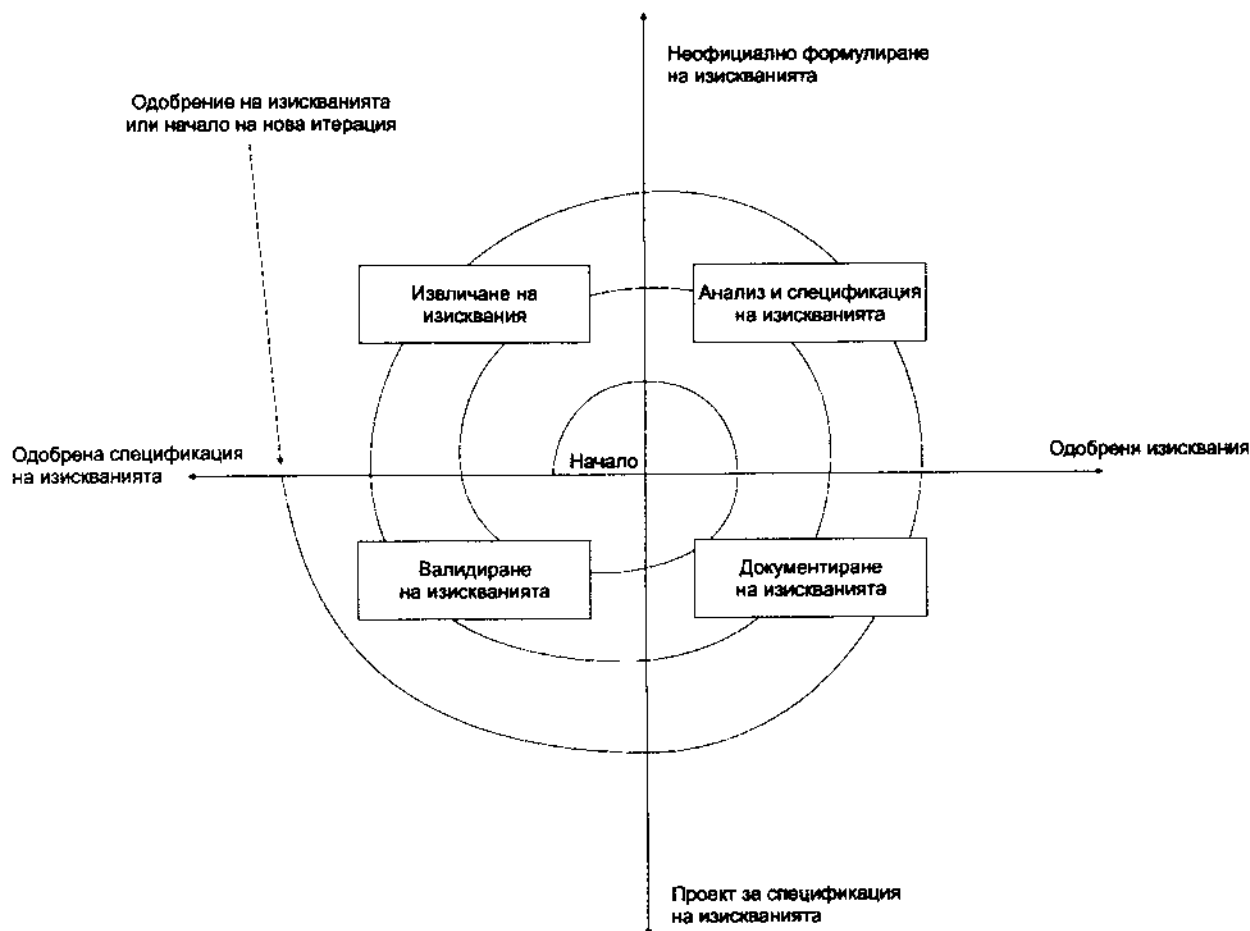 Неофициално формулиране
на изискванията
Одобрение на изискванията
или начало на нова итерация
Извличане на
изисквания
Анализ и спецификация
на изискванията
Одобрена спецификация
на изискванията
Начало
Одобрени изисквания
Валидиране
на изискванията
Документиране
на изискванията
Проект за спецификация
на изискванията